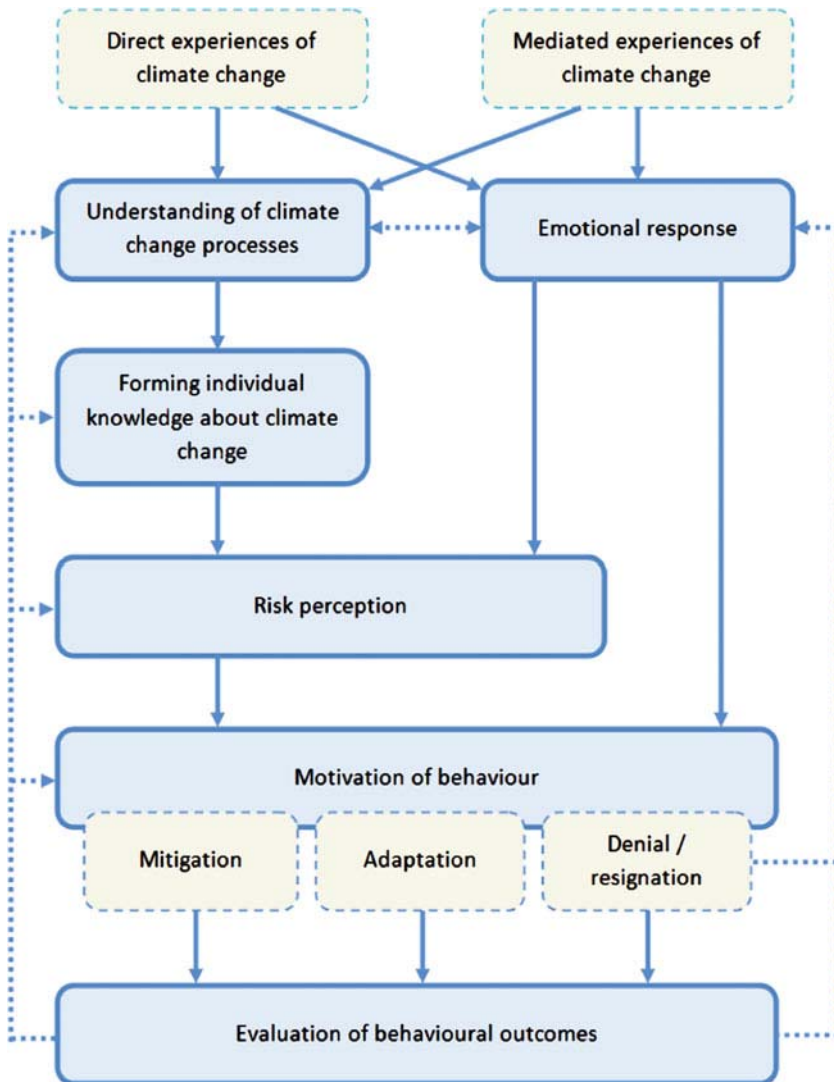 Direct experiences of
climate change
Mediated experiences of
climate change
Understanding of climate
change processes
Emotional response
Forming individual
knowledge about climate
change
Risk perception
Motivation of behaviour
Mitigation
Adaptation
Denial /
resignation
Evaluation of behavioural outcomes